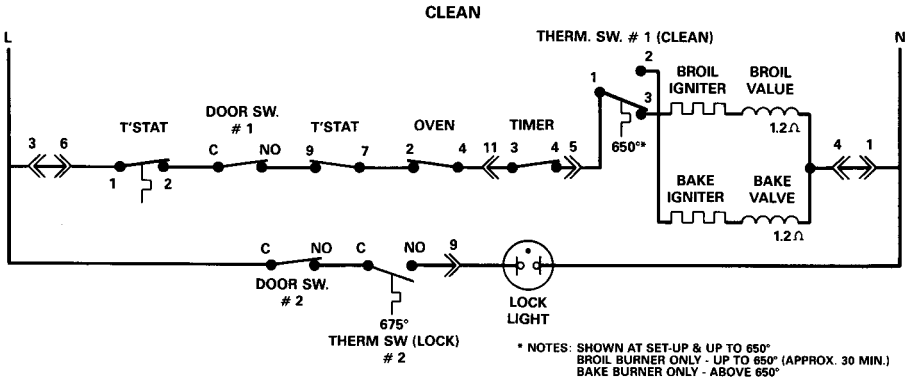 CLEAN
L
N
THERM. SW. # 1 (CLEAN)
2
1
3
BROIL
IGNITER
BROIL
VALUE
1.2Ω
650°*
DOOR SW.
# 1
T'STAT
T'STAT
OVEN
TIMER
3
6
1
2
C
NO
9
7
2
4
11
3
4
5
4
1
BAKE
IGNITER
BAKE
VALVE
1.2Ω
C
NO
C
NO
9
DOOR SW.
# 2
675°
THERM SW (LOCK)
# 2
LOCK
LIGHT
* NOTES: SHOWN AT SET-UP & UP TO 650°
BROIL BURNER ONLY - UP TO 650° (APPROX. 30 MIN.)
BAKE BURNER ONLY - ABOVE 650°